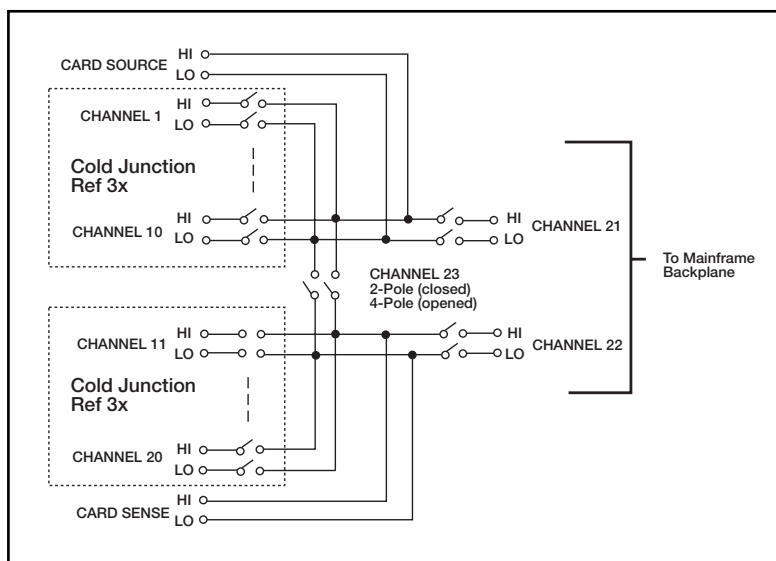 CARD SOURCE
HI
LO
CHANNEL 1
HI
LO
Cold Junction
Ref 3x
CHANNEL 10
HI
LO
HI
LO
CHANNEL 21
CHANNEL 23
2-Pole (closed)
4-Pole (opened)
To Mainframe
Backplane
CHANNEL 11
HI
LO
HI
LO
CHANNEL 22
Cold Junction
Ref 3x
CHANNEL 20
HI
LO
CARD SENSE
HI
LO